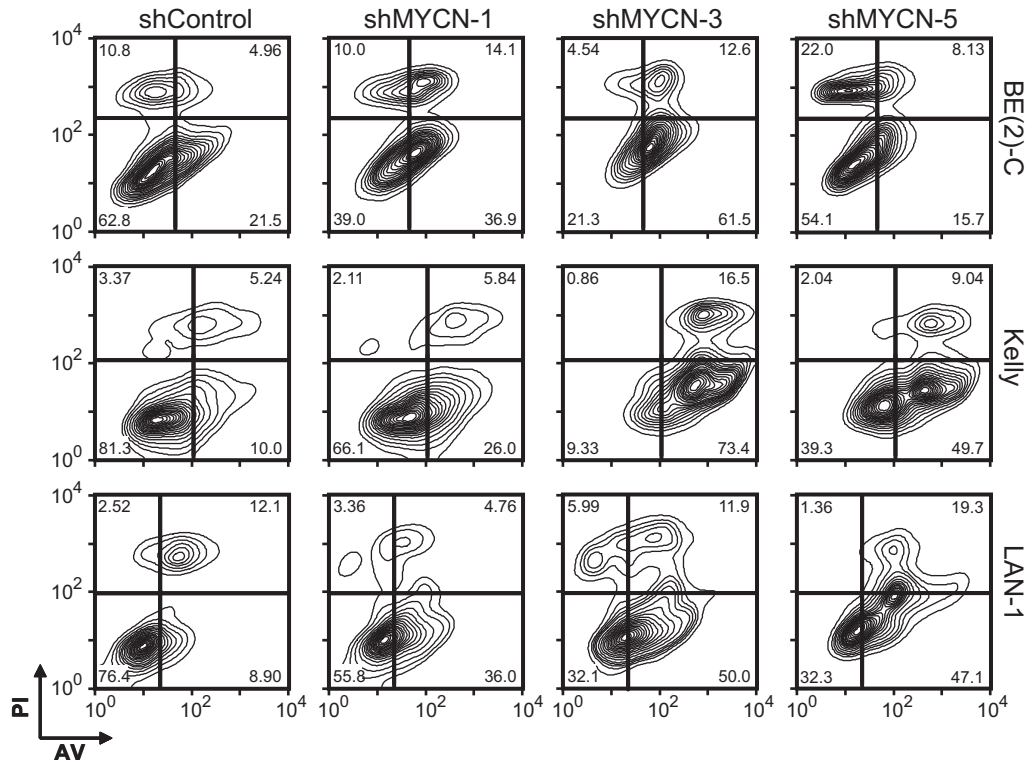 shControl shMYCN-1 shMYCN-3 shMYCN-5
10⁴ 10.8 4.96 10.0 14.1 4.54 12.6 22.0 8.13
BE(2)-C
10²
10⁰ 62.8 21.5 39.0 36.9 21.3 61.5 54.1 15.7
10⁴ 3.37 5.24 2.11 5.84 0.86 16.5 2.04 9.04
Kelly
10²
10⁰ 81.3 10.0 66.1 26.0 9.33 73.4 39.3 49.7
10⁴ 2.52 12.1 3.36 4.76 5.99 11.9 1.36 19.3
LAN-1
10²
10⁰ 76.4 8.90 55.8 36.0 32.1 50.0 32.3 47.1
10⁰ 10² 10⁴ 10⁰ 10² 10⁴ 10⁰ 10² 10⁴ 10⁰ 10² 10⁴
PI
AV